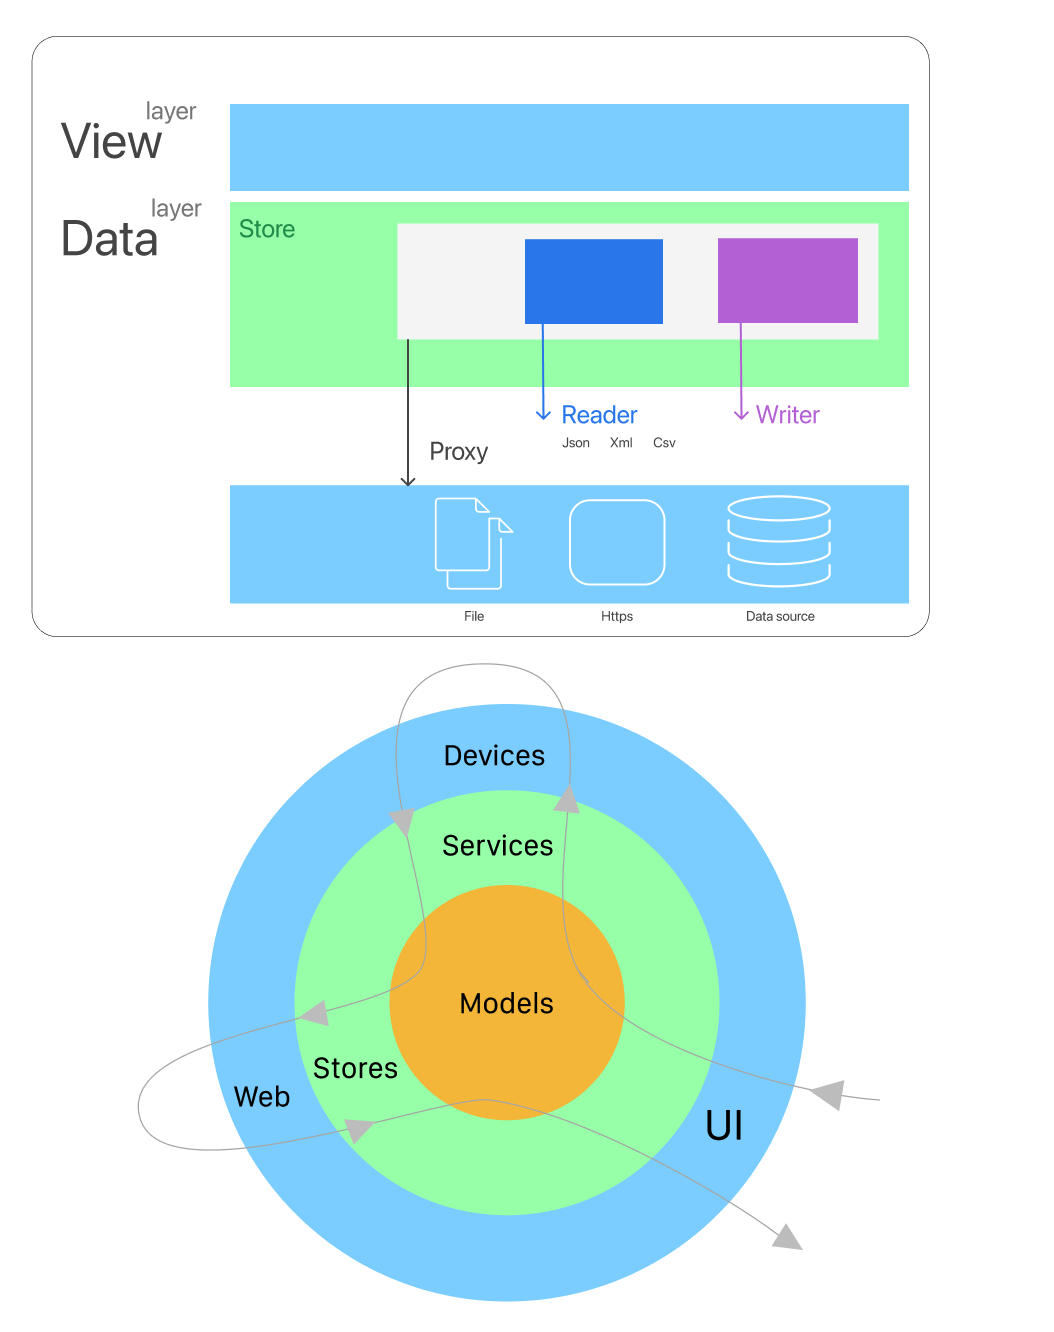 layer
View
layer
Data
Store
Reader
Writer
Json Xml Csv
Proxy
File Https Data source
Devices
Services
Models
Stores
Web
UI